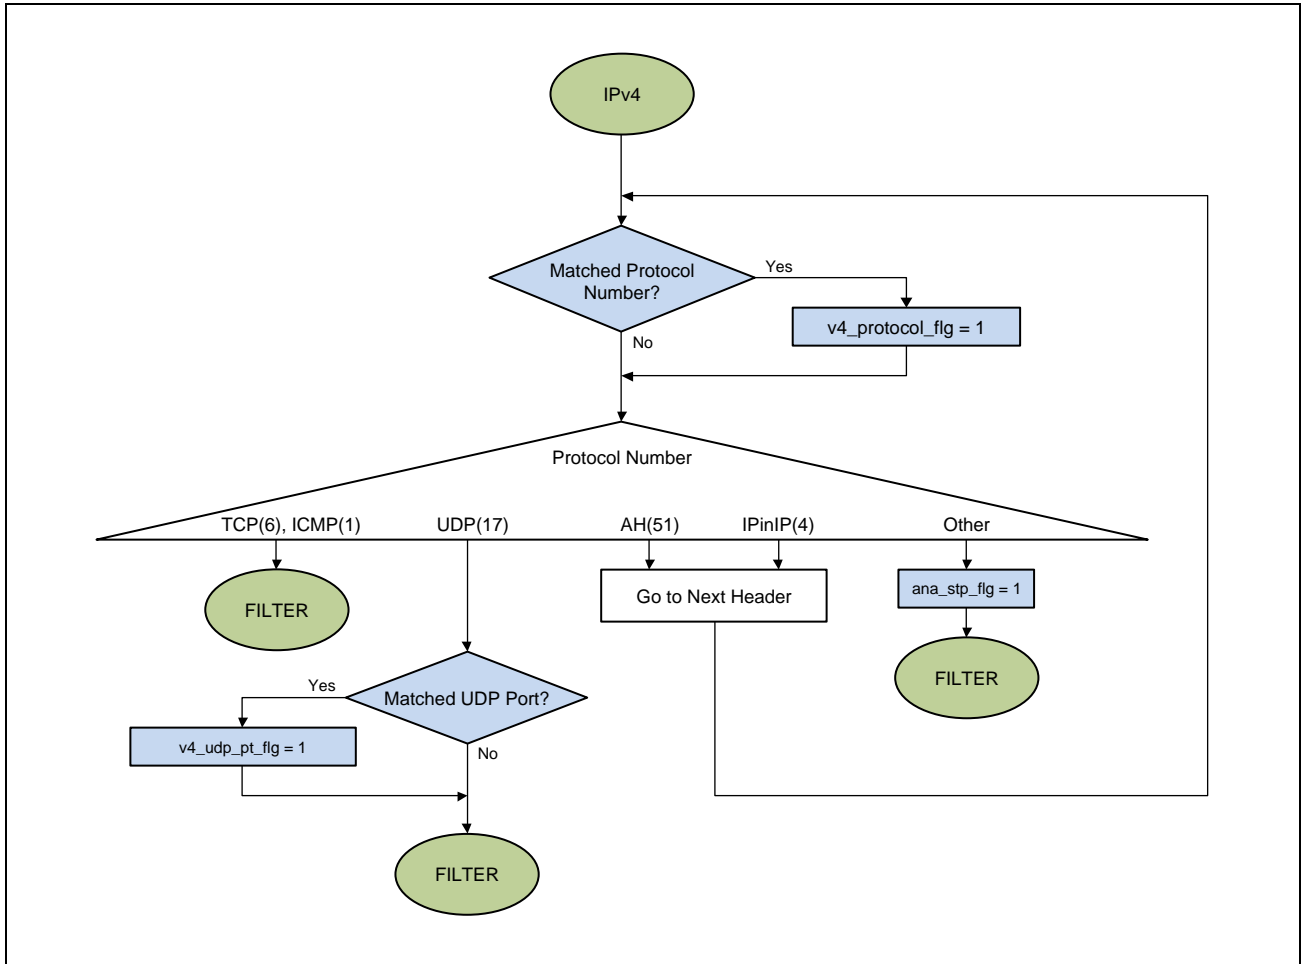 IPv4
Matched Protocol
Number?
Yes
v4_protocol_flg = 1
No
Protocol Number
TCP(6), ICMP(1)
UDP(17)
AH(51)
IPinIP(4)
Other
FILTER
Go to Next Header
ana_stp_flg = 1
FILTER
Matched UDP Port?
Yes
v4_udp_pt_flg = 1
No
FILTER